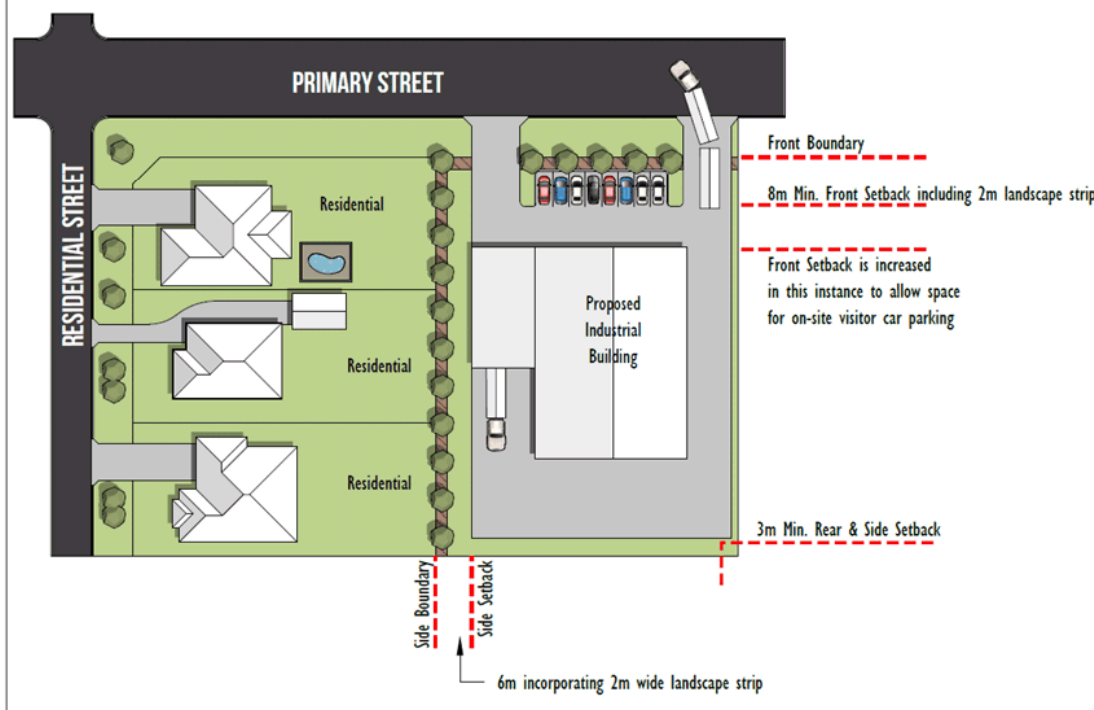 PRIMARY STREET
RESIDENTIAL STREET
Front Boundary
8m Min. Front Setback including 2m landscape strip
Residential
Front Setback is increased
in this instance to allow space
for on-site visitor car parking
Proposed
Industrial
Building
Residential
Residential
3m Min. Rear & Side Setback
Side Boundary
Side Setback
6m incorporating 2m wide landscape strip